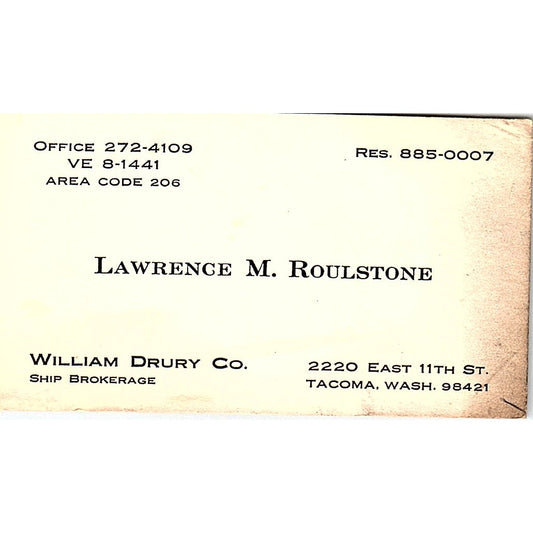 OFFICE 272-4109
VE 8-1441
AREA CODE 206
RES. 885-0007
LAWRENCE M. ROULSTONE
WILLIAM DRURY CO.
SHIP BROKERAGE
2220 EAST 11TH ST.
TACOMA, WASH. 98421